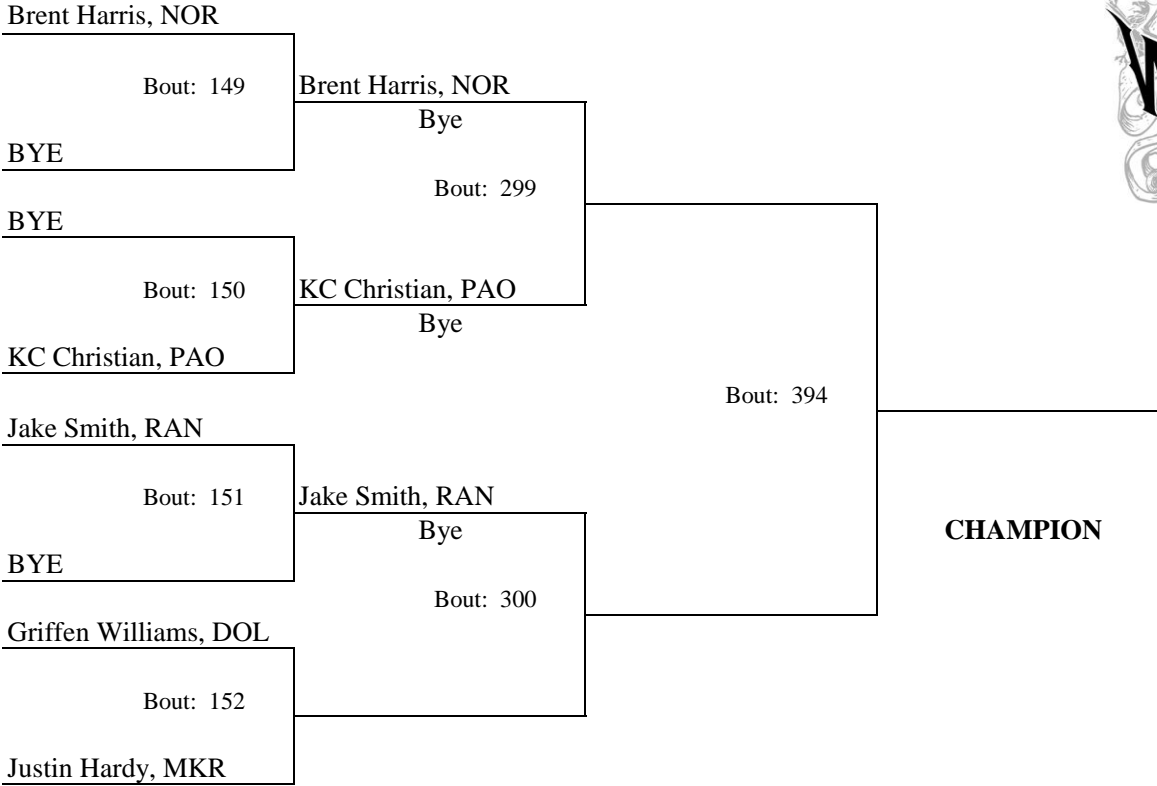 Brent Harris, NOR
Bout: 149
Brent Harris, NOR
Bye
BYE
Bout: 299
BYE
Bout: 150
KC Christian, PAO
Bye
KC Christian, PAO
Bout: 394
Jake Smith, RAN
Bout: 151
Jake Smith, RAN
Bye
CHAMPION
BYE
Bout: 300
Griffen Williams, DOL
Bout: 152
Justin Hardy, MKR